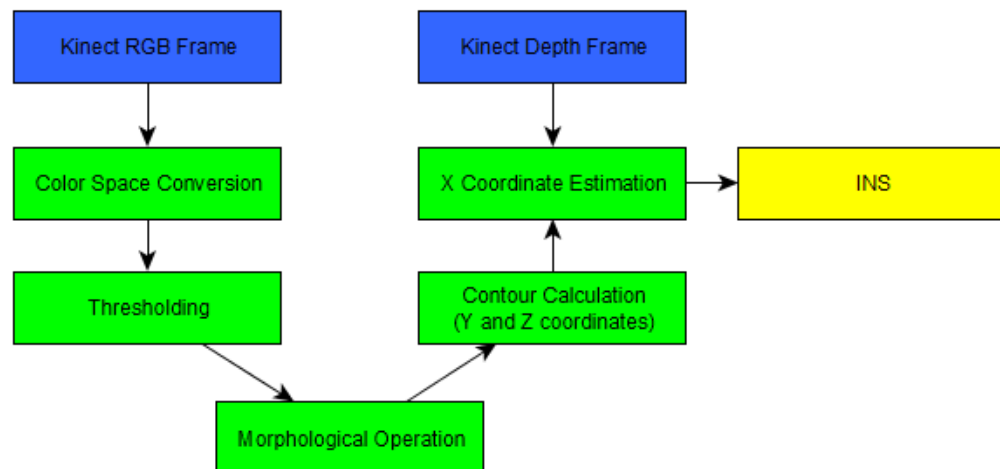 Kinect RGB Frame
Kinect Depth Frame
Color Space Conversion
X Coordinate Estimation
INS
Thresholding
Contour Calculation
(Y and Z coordinates)
Morphological Operation